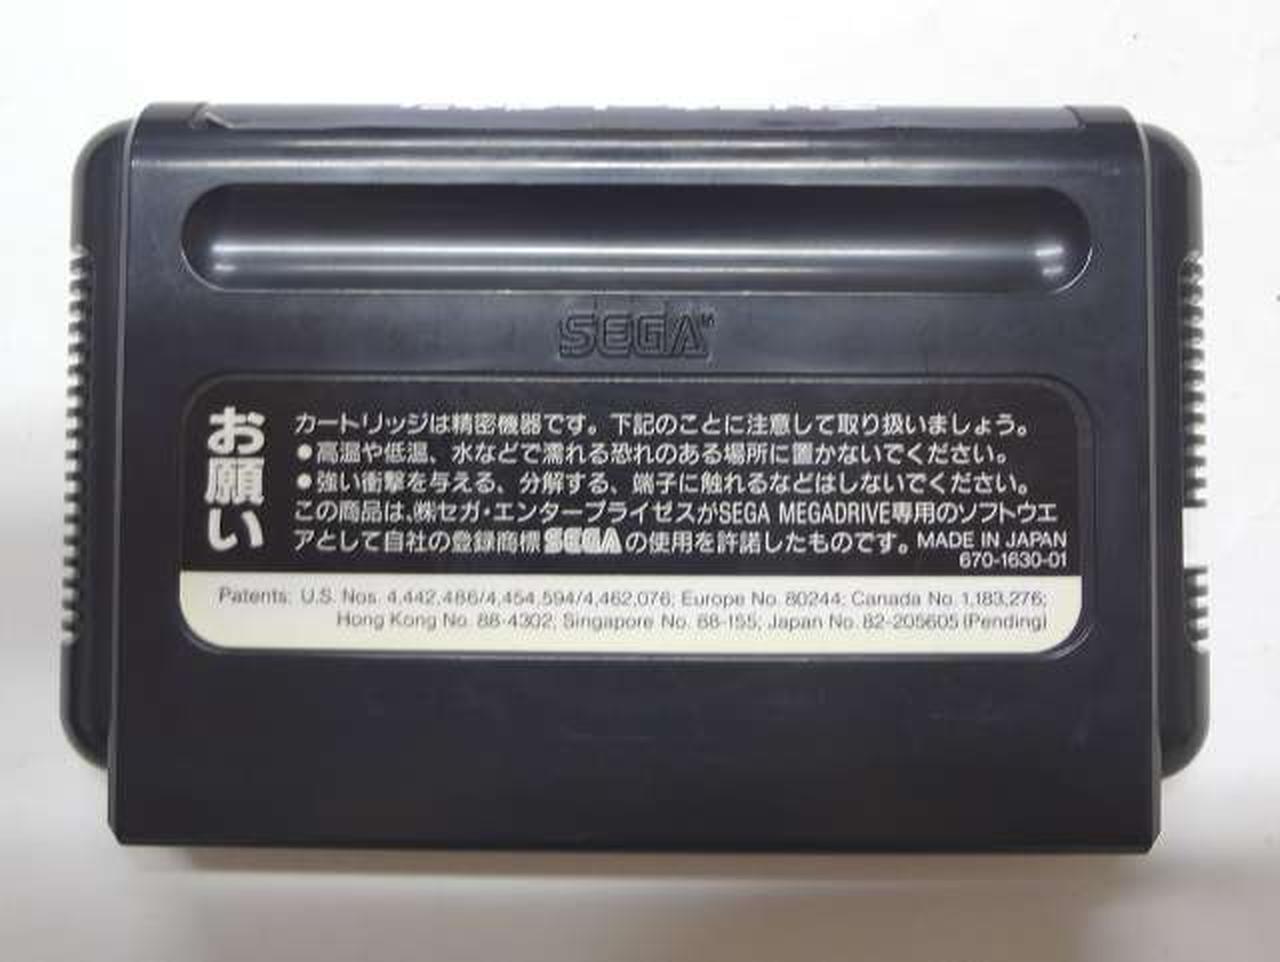 SEGA
お願い
カートリッジは精密機器です。下記のことに注意して取り扱いましょう。
●高温や低温、水などで濡れる恐れのある場所に置かないでください。
●強い衝撃を与える、分解する、端子に触れるなどはしないでください。
この商品は、㈱セガ・エンタープライゼスがSEGA MEGADRIVE専用のソフトウエ
アとして自社の登録商標SEGAの使用を許諾したものです。MADE IN JAPAN
670-1630-01
Patents: U.S. Nos. 4,442,486/4,454,594/4,462,076; Europe No. 80244; Canada No. 1,183,276;
Hong Kong No. 88-4302; Singapore No. 88-155; Japan No. 82-205605 (Pending)